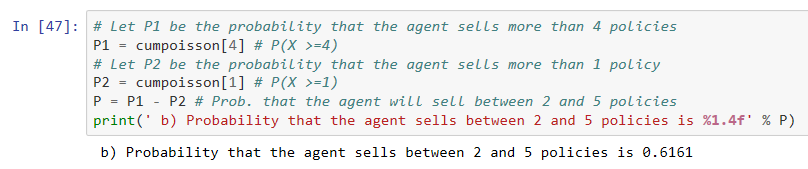 In [47]: # Let P1 be the probability that the agent sells more than 4 policies
P1 = cumpoisson[4] # P(X >=4)
# Let P2 be the probability that the agent sells more than 1 policy
P2 = cumpoisson[1] # P(X >=1)
P = P1 - P2 # Prob. that the agent will sell between 2 and 5 policies
print(' b) Probability that the agent sells between 2 and 5 policies is %1.4f' % P)
b) Probability that the agent sells between 2 and 5 policies is 0.6161